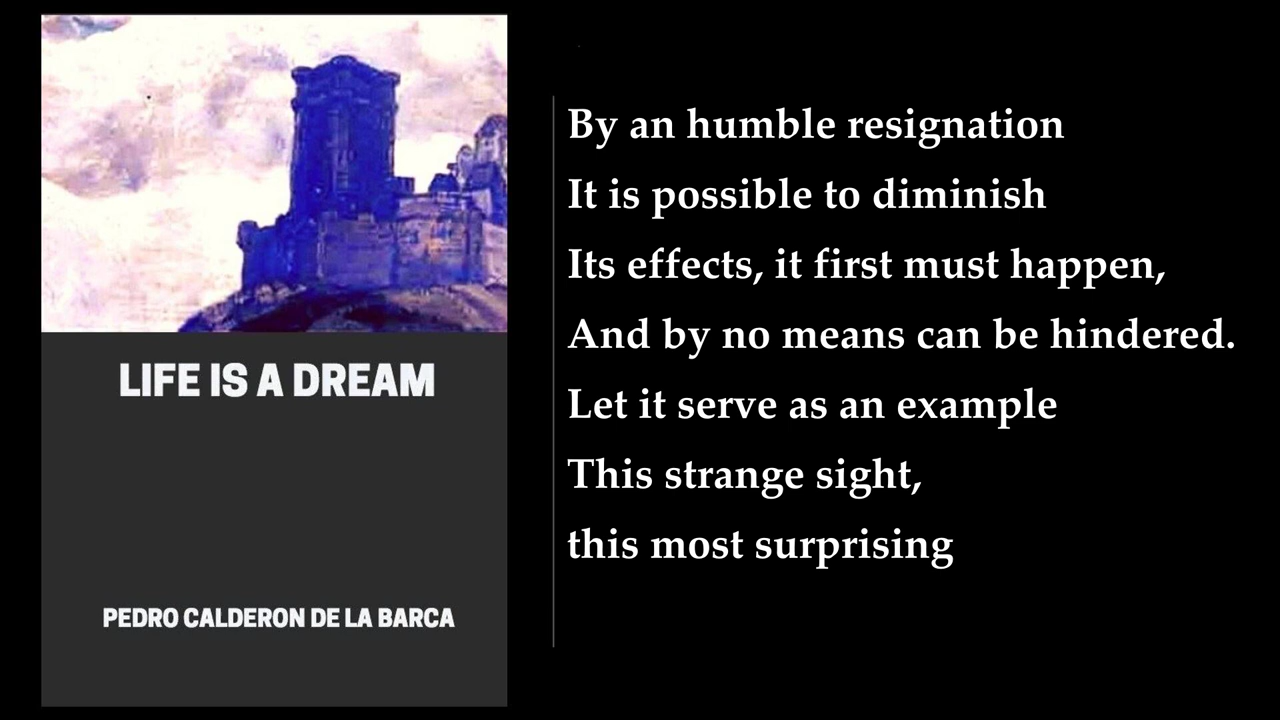 LIFE IS A DREAM
PEDRO CALDERON DE LA BARCA
By an humble resignation
It is possible to diminish
Its effects, it first must happen,
And by no means can be hindered.
Let it serve as an example
This strange sight,
this most surprising